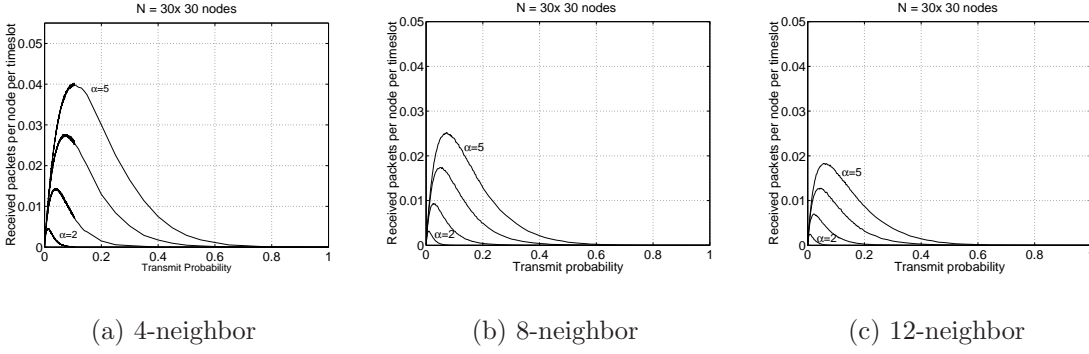 N = 30x 30 nodes
Received packets per node per timeslot
0.05
0.04
0.03
0.02
0.01
0
α=5
α=2
0 0.2 0.4 0.6 0.8 1
Transmit probability
(a) 4-neighbor
N = 30x 30 nodes
Received packets per node per timeslot
0.05
0.04
0.03
0.02
0.01
0
α=5
α=2
0 0.2 0.4 0.6 0.8 1
Transmit probability
(b) 8-neighbor
N = 30x 30 nodes
Received packets per node per timeslot
0.05
0.04
0.03
0.02
0.01
0
α=5
α=2
0 0.2 0.4 0.6 0.8
Transmit probability
(c) 12-neighbor